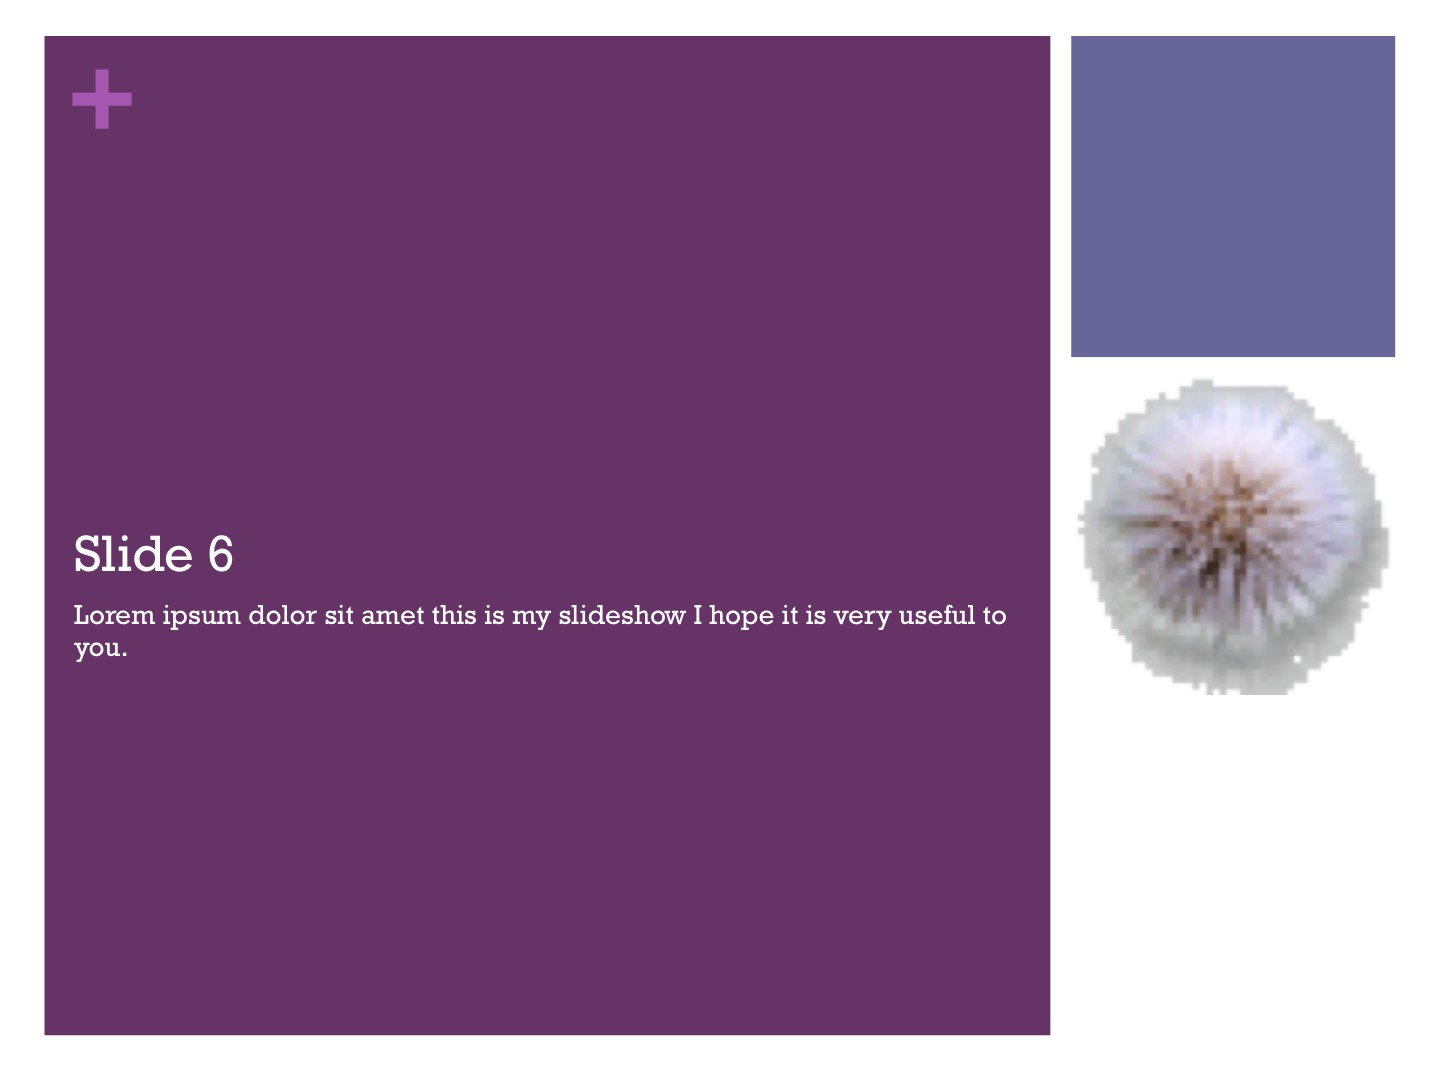 +
Slide 6
Lorem ipsum dolor sit amet this is my slideshow I hope it is very useful to
you.